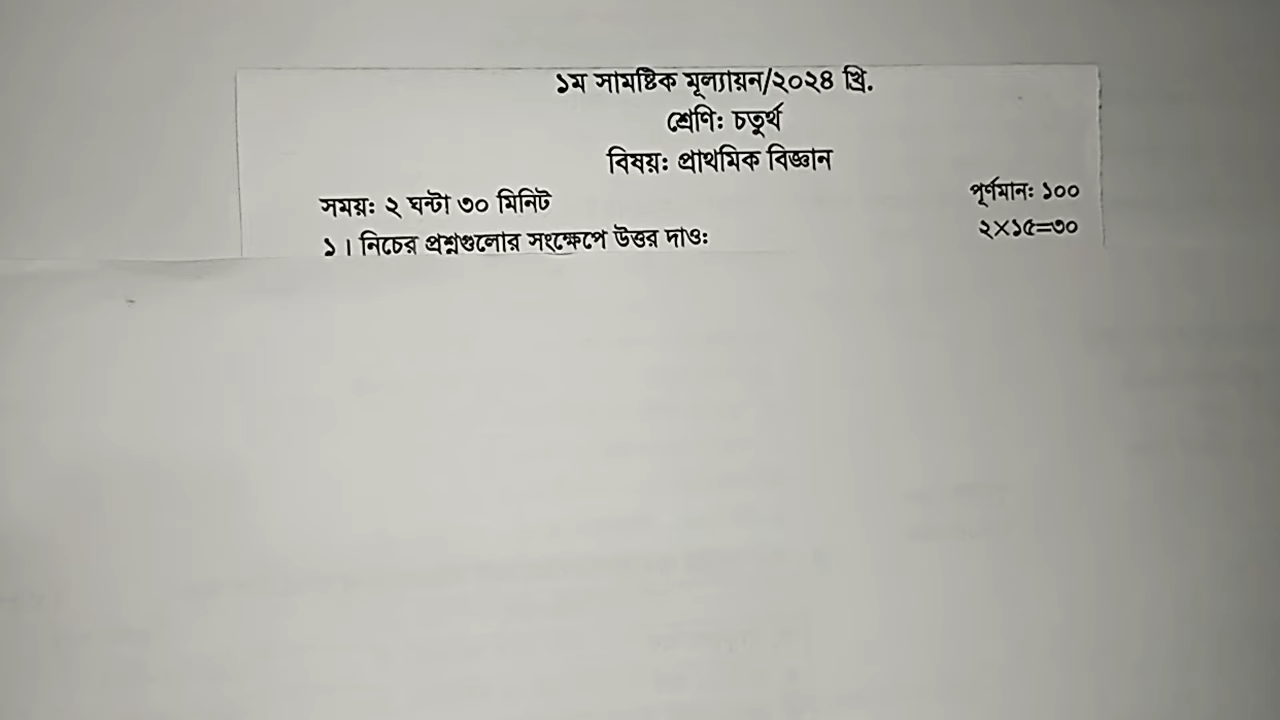 ১ম সামষ্টিক মূল্যায়ন/২০২৪ খ্রি.
শ্রেণিঃ চতুর্থ
বিষয়ঃ প্রাথমিক বিজ্ঞান
সময়ঃ ২ ঘন্টা ৩০ মিনিট পূর্ণমানঃ ১০০
১। নিচের প্রশ্নগুলোর সংক্ষেপে উত্তর দাওঃ ২×১৫=৩০